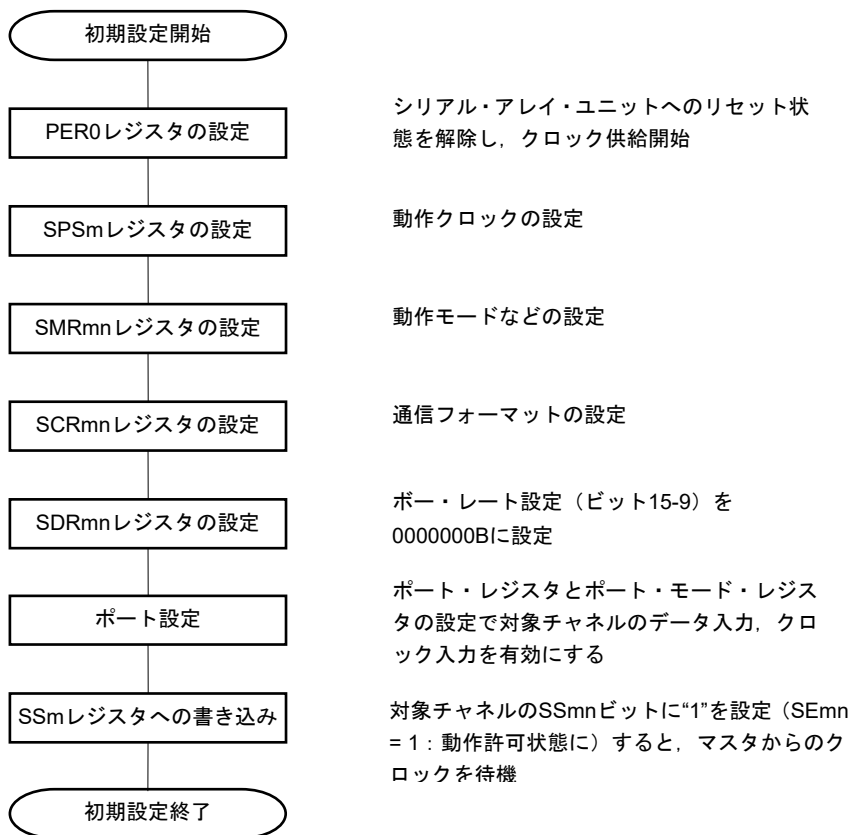 初期設定開始
PER0レジスタの設定
シリアル・アレイ・ユニットへのリセット状
態を解除し，クロック供給開始
SPSmレジスタの設定
動作クロックの設定
SMRmnレジスタの設定
動作モードなどの設定
SCRmnレジスタの設定
通信フォーマットの設定
SDRmnレジスタの設定
ボー・レート設定（ビット15-9）を
0000000Bに設定
ポート設定
ポート・レジスタとポート・モード・レジス
タの設定で対象チャネルのデータ入力，クロ
ック入力を有効にする
SSmレジスタへの書き込み
対象チャネルのSSmnビットに“1”を設定（SEmn
= 1：動作許可状態に）すると，マスタからのク
ロックを待機
初期設定終了